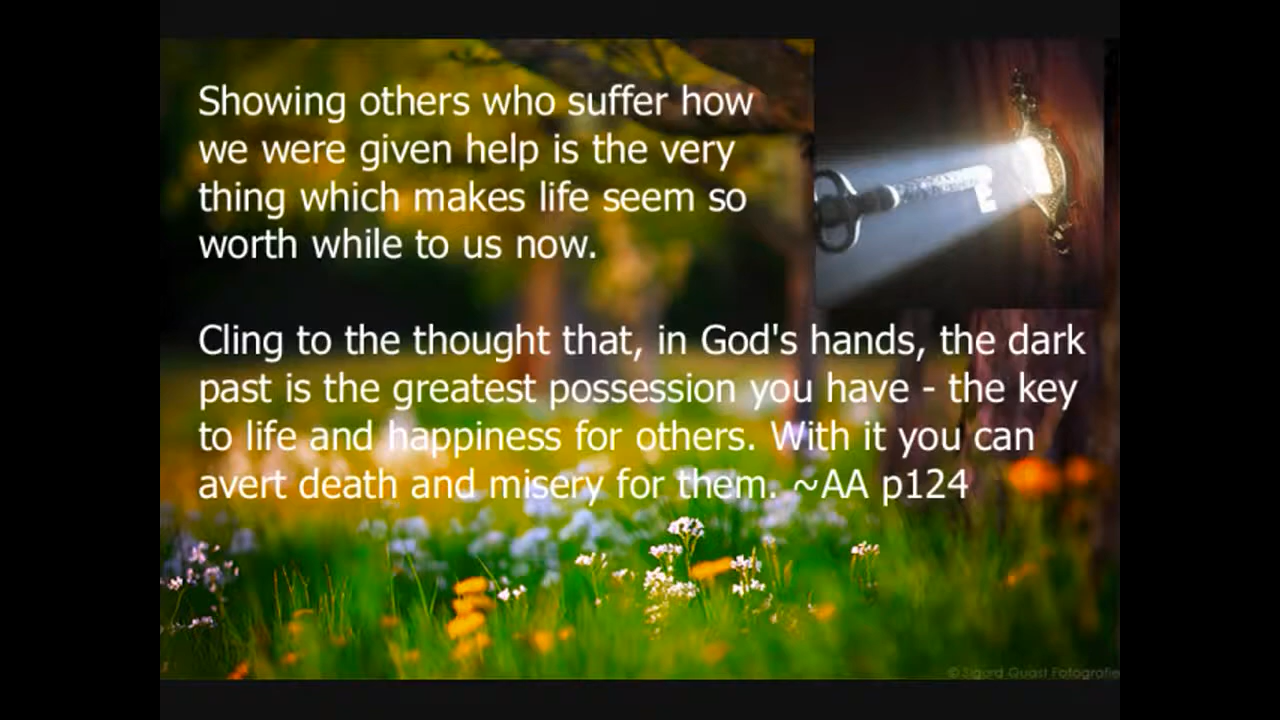 Showing others who suffer how
we were given help is the very
thing which makes life seem so
worth while to us now.
Cling to the thought that, in God's hands, the dark
past is the greatest possession you have - the key
to life and happiness for others. With it you can
avert death and misery for them. ~AA p124
© Sigurd Quast Fotografie